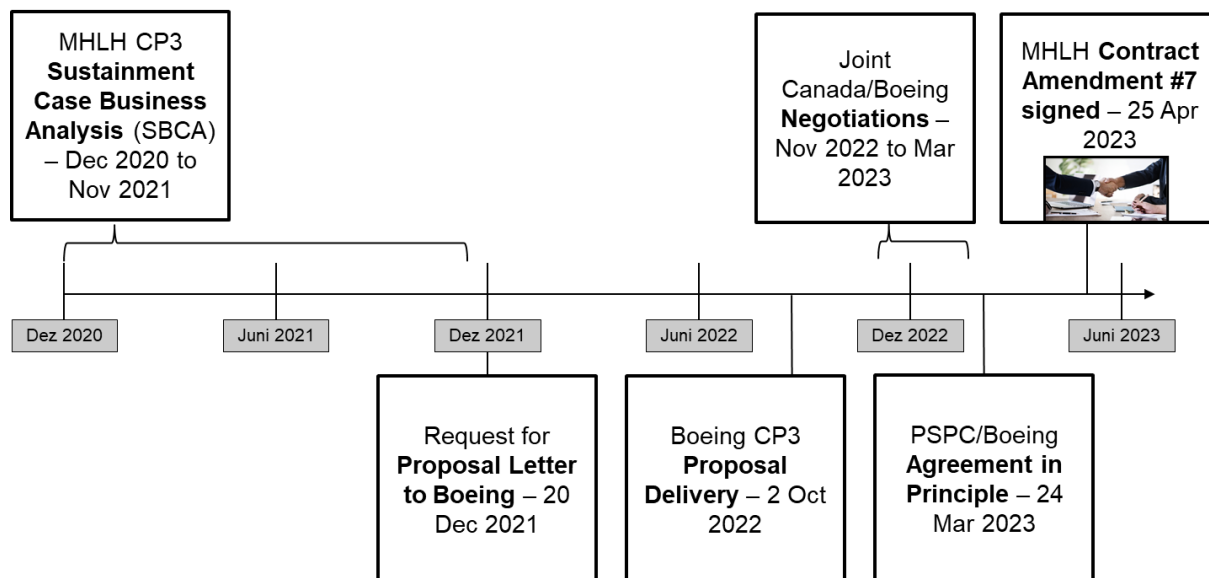 MHLH CP3
Sustainment
Case Business
Analysis (SBCA)
– Dec 2020 to
Nov 2021
Joint
Canada/Boeing
Negotiations –
Nov 2022 to Mar
2023
MHLH Contract
Amendment #7
signed – 25 Apr
2023
Dez 2020
Juni 2021
Dez 2021
Juni 2022
Dez 2022
Juni 2023
Request for
Proposal Letter
to Boeing – 20
Dec 2021
Boeing CP3
Proposal
Delivery – 2 Oct
2022
PSPC/Boeing
Agreement in
Principle – 24
Mar 2023